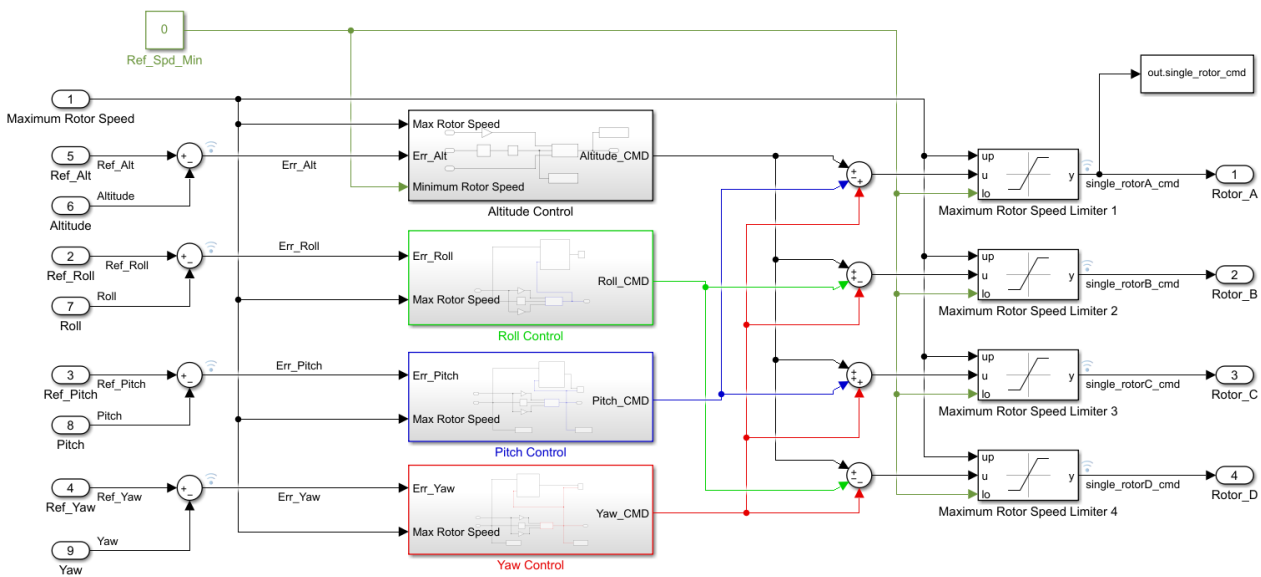 0
Ref_Spd_Min
out.single_rotor_cmd
1
Maximum Rotor Speed
Max Rotor Speed
Err_Alt
Altitude_CMD
Minimum Rotor Speed
Altitude Control
5
Ref_Alt
Ref_Alt
Err_Alt
6
Altitude
Altitude
up
u
lo
y
single_rotorA_cmd
Maximum Rotor Speed Limiter 1
1
Rotor_A
2
Ref_Roll
Ref_Roll
Err_Roll
7
Roll
Roll
Err_Roll
Max Rotor Speed
Roll_CMD
Roll Control
up
u
lo
y
single_rotorB_cmd
Maximum Rotor Speed Limiter 2
2
Rotor_B
3
Ref_Pitch
Ref_Pitch
Err_Pitch
8
Pitch
Pitch
Err_Pitch
Max Rotor Speed
Pitch_CMD
Pitch Control
up
u
lo
y
single_rotorC_cmd
Maximum Rotor Speed Limiter 3
3
Rotor_C
4
Ref_Yaw
Ref_Yaw
Err_Yaw
9
Yaw
Yaw
Err_Yaw
Max Rotor Speed
Yaw_CMD
Yaw Control
up
u
lo
y
single_rotorD_cmd
Maximum Rotor Speed Limiter 4
4
Rotor_D